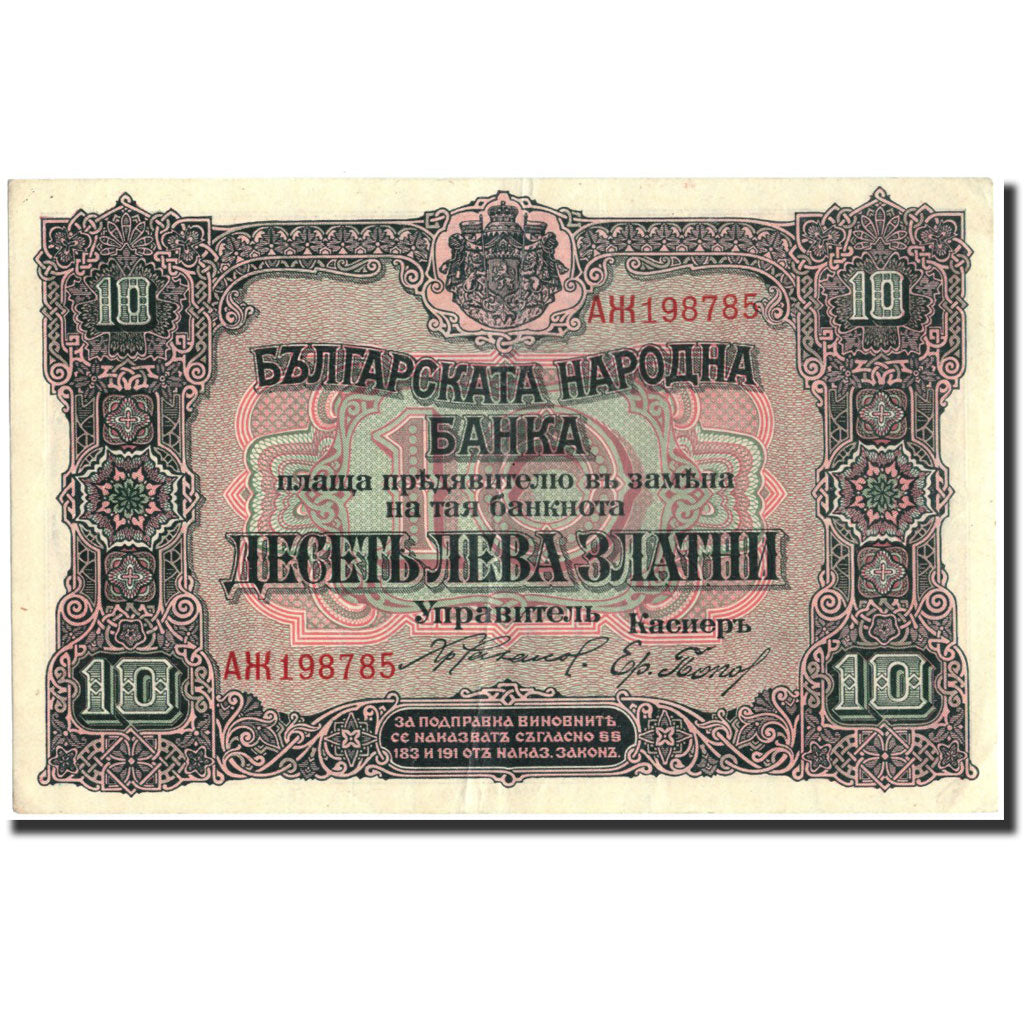 10
10
АЖ198785
БЪЛГАРСКАТА НАРОДНА
БАНКА
10
плаща прѣдявителю въ замѣна
на тая банкнота
ДЕСЕТЬ ЛЕВА ЗЛАТНИ
Управитель Касиеръ
АЖ198785
10
10
ЗА ПОДПРАВКА ВИНОВНИТѢ
СЕ НАКАЗВАТЪ СЪГЛАСНО §§
183 И 191 ОТЪ НАКАЗ. ЗАКОНЪ.